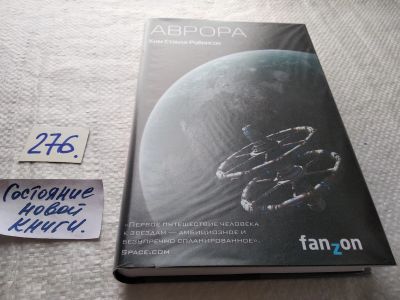 АВРОРА
Ким Стэнли Робинсон
276.
Состояние
новой
книги.
«Первое путешествие человека
к звездам — амбициозное и
безупречно спланированное».
Space.com
fanzon